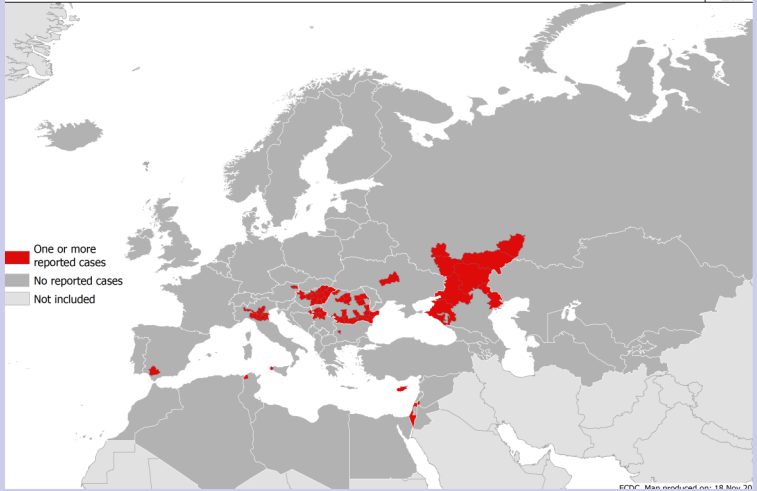 One or more
reported cases
No reported cases
Not included
ECDC. Map produced on: 18 Nov 20